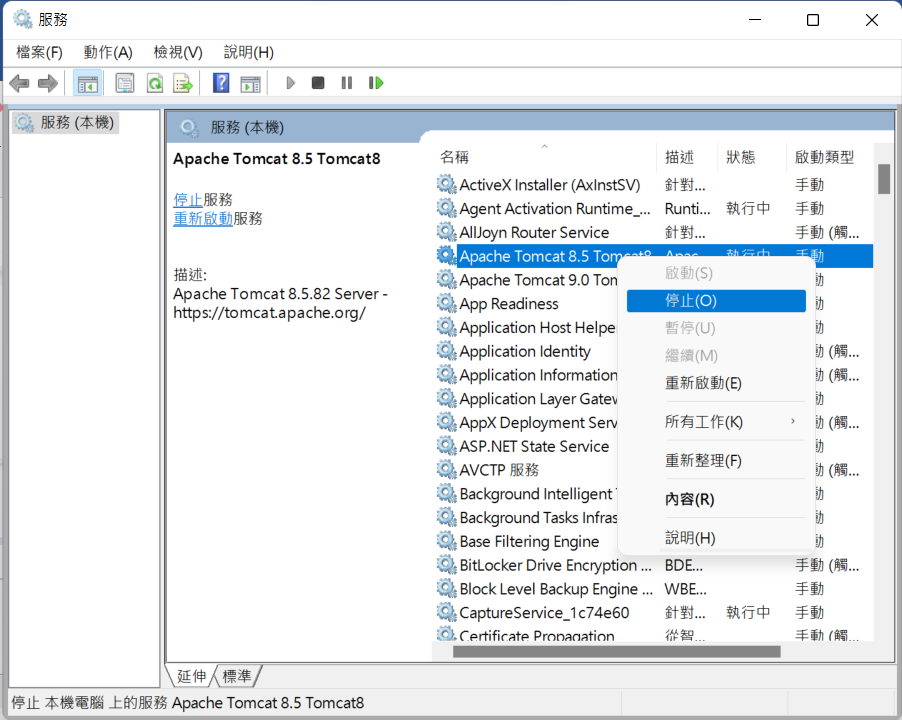 服務
檔案(F) 動作(A) 檢視(V) 說明(H)
服務 (本機)
服務 (本機)
Apache Tomcat 8.5 Tomcat8
停止服務
重新啟動服務
描述:
Apache Tomcat 8.5.82 Server -
https://tomcat.apache.org/
名稱 描述 狀態 啟動類型
ActiveX Installer (AxInstSV) 針對... 手動
Agent Activation Runtime_... Runti... 執行中 手動
AllJoyn Router Service 針對... 手動 (觸...
Apache Tomcat 8.5 Tomcat8 Apac... 執行中 手動
Apache Tomcat 9.0 Tom 動
App Readiness 動
Application Host Helpe 動
Application Identity 動 (觸...
Application Information 動 (觸...
Application Layer Gatew 動
AppX Deployment Serv 動 (觸...
ASP.NET State Service 動
AVCTP 服務 動 (觸...
Background Intelligent 動
Background Tasks Infras 動
Base Filtering Engine 動
BitLocker Drive Encryption ... BDE... 手動 (觸...
Block Level Backup Engine ... WBE... 手動
CaptureService_1c74e60 針對... 執行中 手動
Certificate Propagation 從智... 手動 (觸...
啟動(S)
停止(O)
暫停(U)
繼續(M)
重新啟動(E)
所有工作(K)
重新整理(F)
內容(R)
說明(H)
延伸 標準
停止 本機電腦 上的服務 Apache Tomcat 8.5 Tomcat8